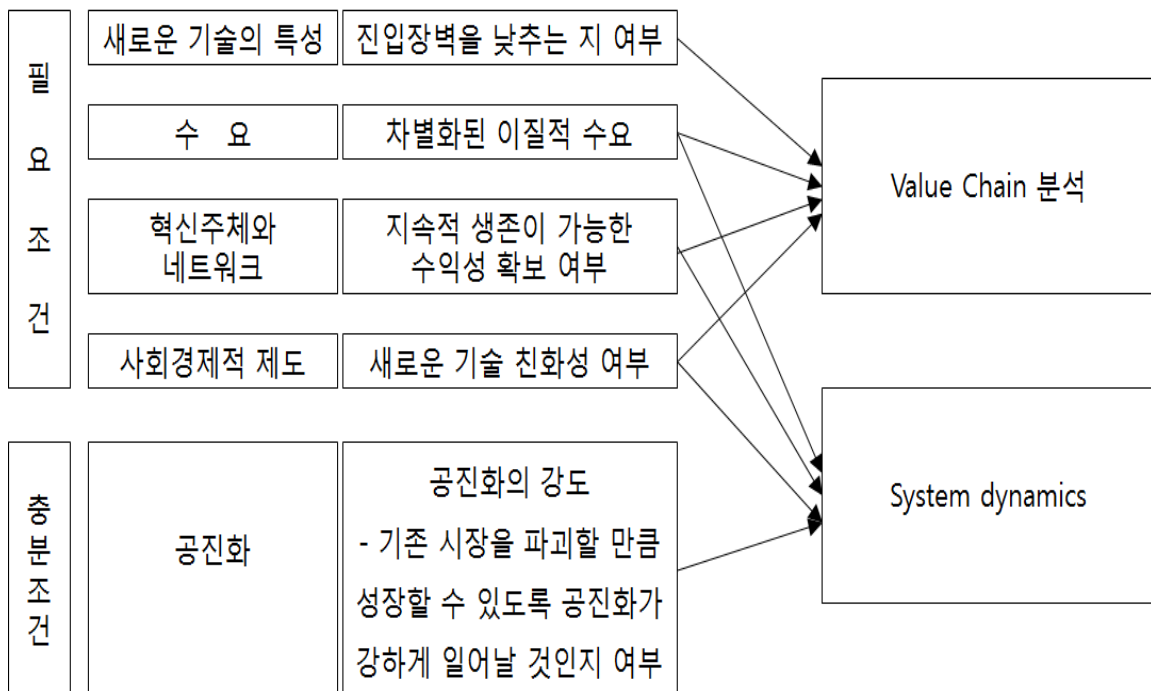 필요조건
새로운 기술의 특성
진입장벽을 낮추는 지 여부
수 요
차별화된 이질적 수요
혁신주체와
네트워크
지속적 생존이 가능한
수익성 확보 여부
사회경제적 제도
새로운 기술 친화성 여부
Value Chain 분석
충분조건
공진화
공진화의 강도
- 기존 시장을 파괴할 만큼
성장할 수 있도록 공진화가
강하게 일어날 것인지 여부
System dynamics